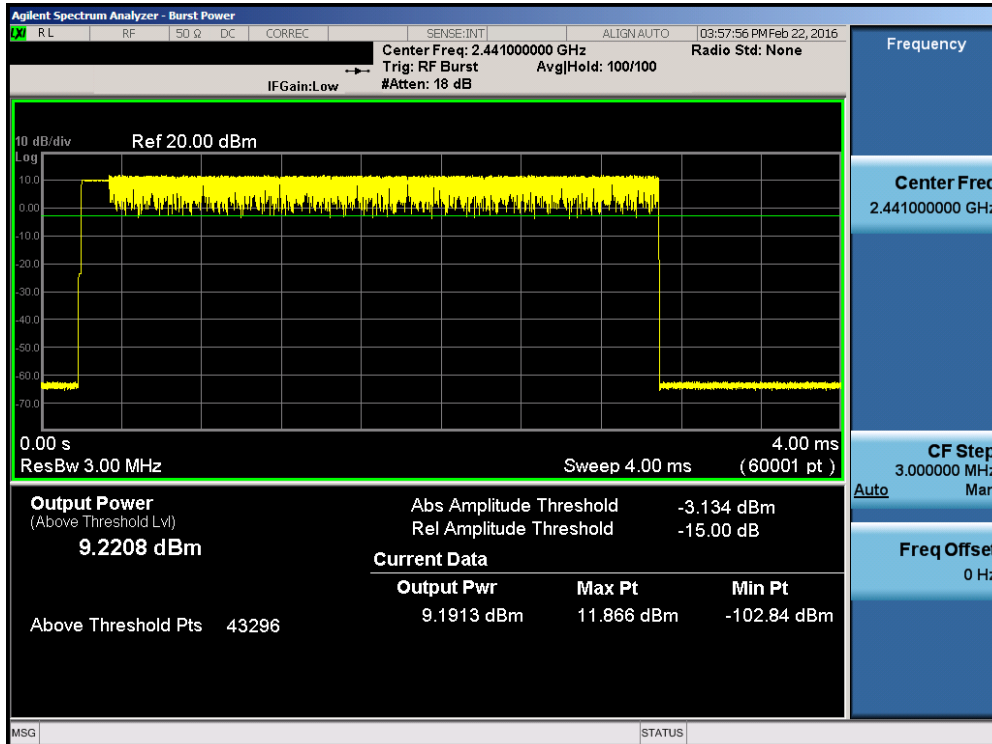 Agilent Spectrum Analyzer - Burst Power
LXI RL RF 50 Ω DC CORREC SENSE:INT ALIGN AUTO 03:57:56 PM Feb 22, 2016
Center Freq: 2.441000000 GHz Radio Std: None
Trig: RF Burst Avg|Hold: 100/100
IFGain:Low #Atten: 18 dB
10 dB/div Ref 20.00 dBm
Log
10.0
0.00
-10.0
-20.0
-30.0
-40.0
-50.0
-60.0
-70.0
0.00 s 4.00 ms
ResBw 3.00 MHz Sweep 4.00 ms (60001 pt)
Output Power
(Above Threshold Lvl)
9.2208 dBm
Above Threshold Pts 43296
Abs Amplitude Threshold -3.134 dBm
Rel Amplitude Threshold -15.00 dB
Current Data
Output Pwr Max Pt Min Pt
9.1913 dBm 11.866 dBm -102.84 dBm
MSG STATUS
Frequency
Center Freq
2.441000000 GHz
CF Step
3.000000 MHz
Auto Man
Freq Offset
0 Hz